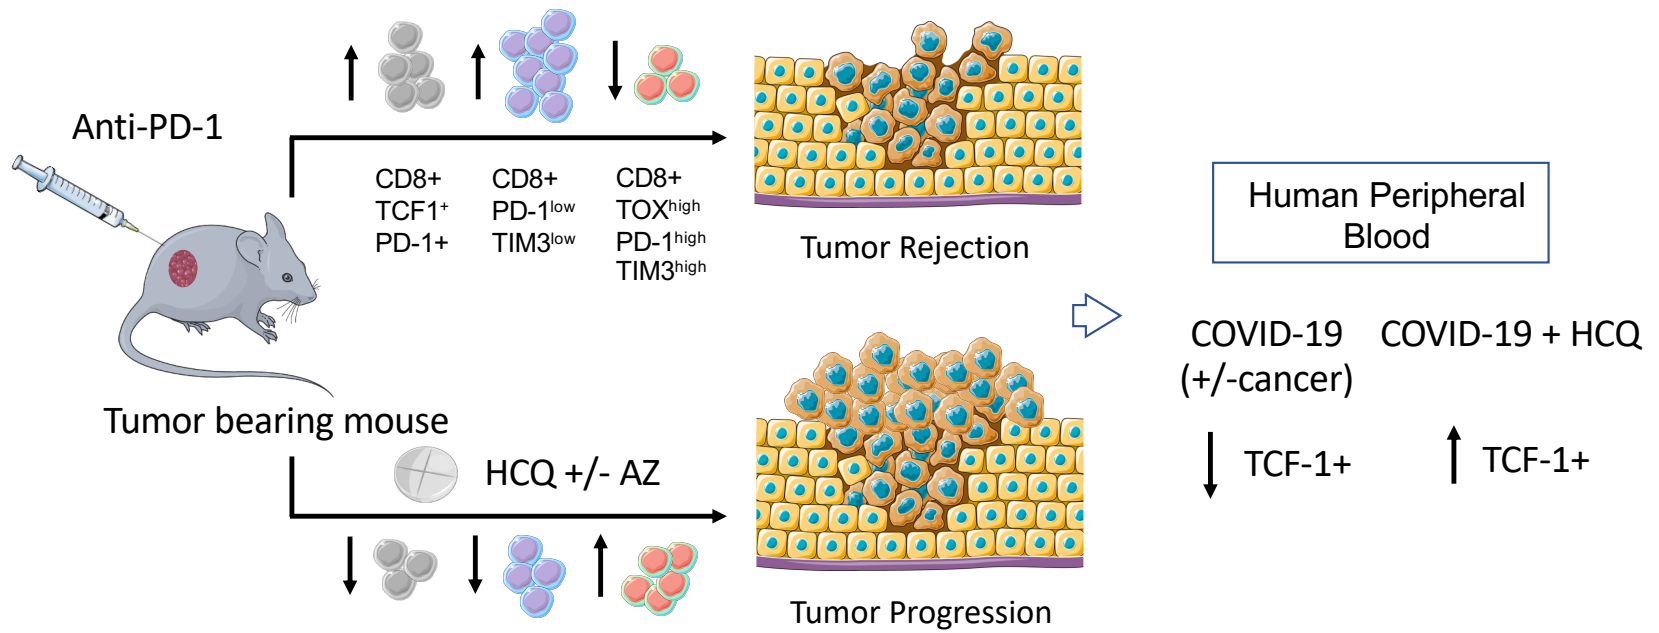 Anti-PD-1
CD8+
TCF1+
PD-1+
CD8+
PD-1low
TIM3low
CD8+
TOXhigh
PD-1high
TIM3high
Tumor Rejection
Tumor bearing mouse
HCQ +/- AZ
Tumor Progression
Human Peripheral
Blood
COVID-19
(+/-cancer)
TCF-1+
COVID-19 + HCQ
TCF-1+